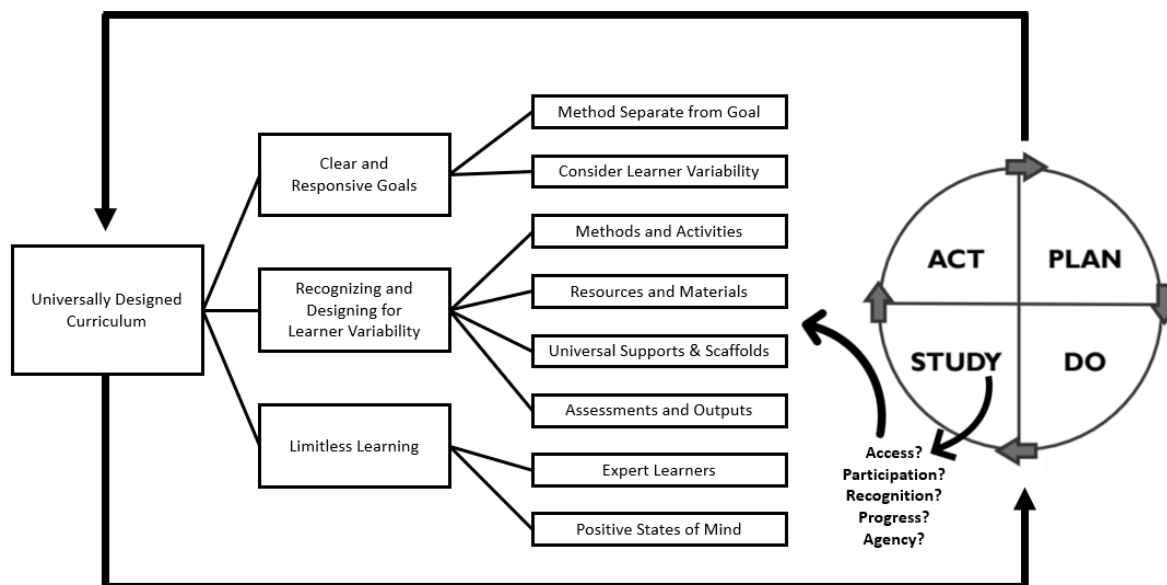 Universally Designed
Curriculum
Clear and
Responsive Goals
Recognizing and
Designing for
Learner Variability
Limitless Learning
Method Separate from Goal
Consider Learner Variability
Methods and Activities
Resources and Materials
Universal Supports & Scaffolds
Assessments and Outputs
Expert Learners
Positive States of Mind
ACT
PLAN
STUDY
DO
Access?
Participation?
Recognition?
Progress?
Agency?